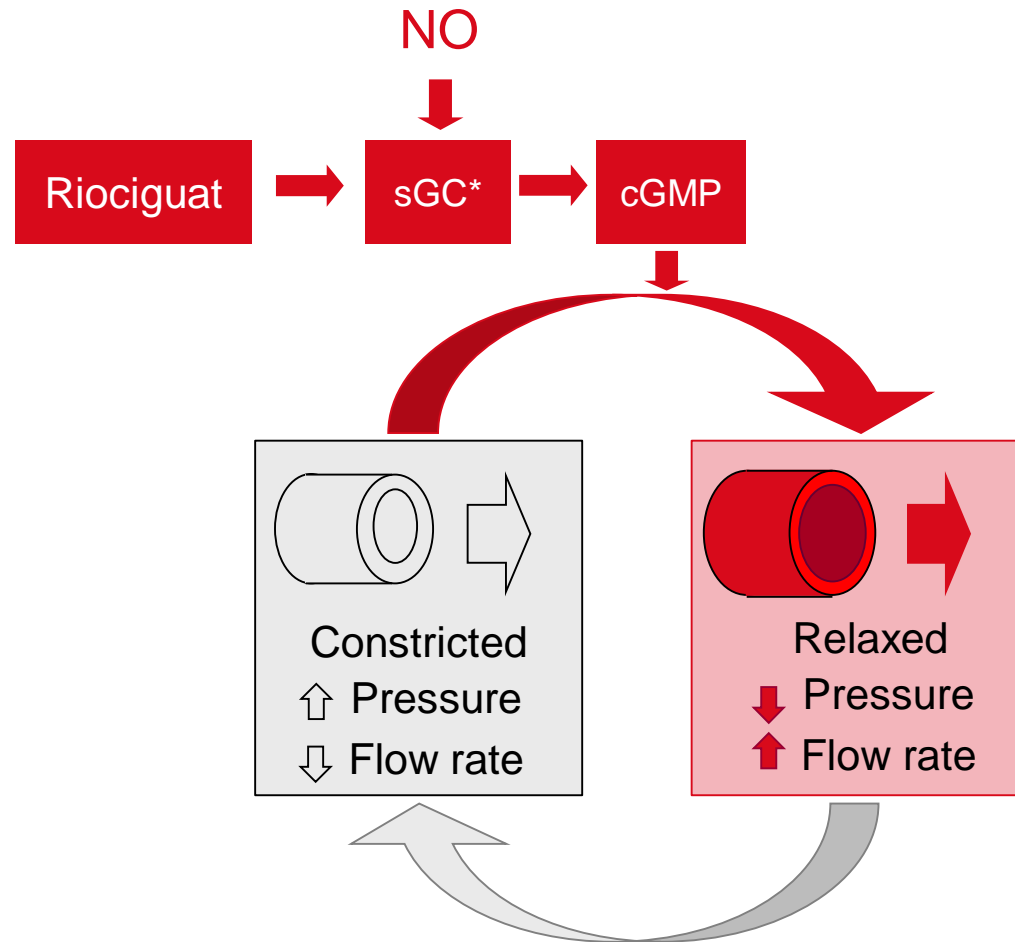 NO
Riociguat
sGC*
cGMP
Constricted
Pressure
Flow rate
Relaxed
Pressure
Flow rate